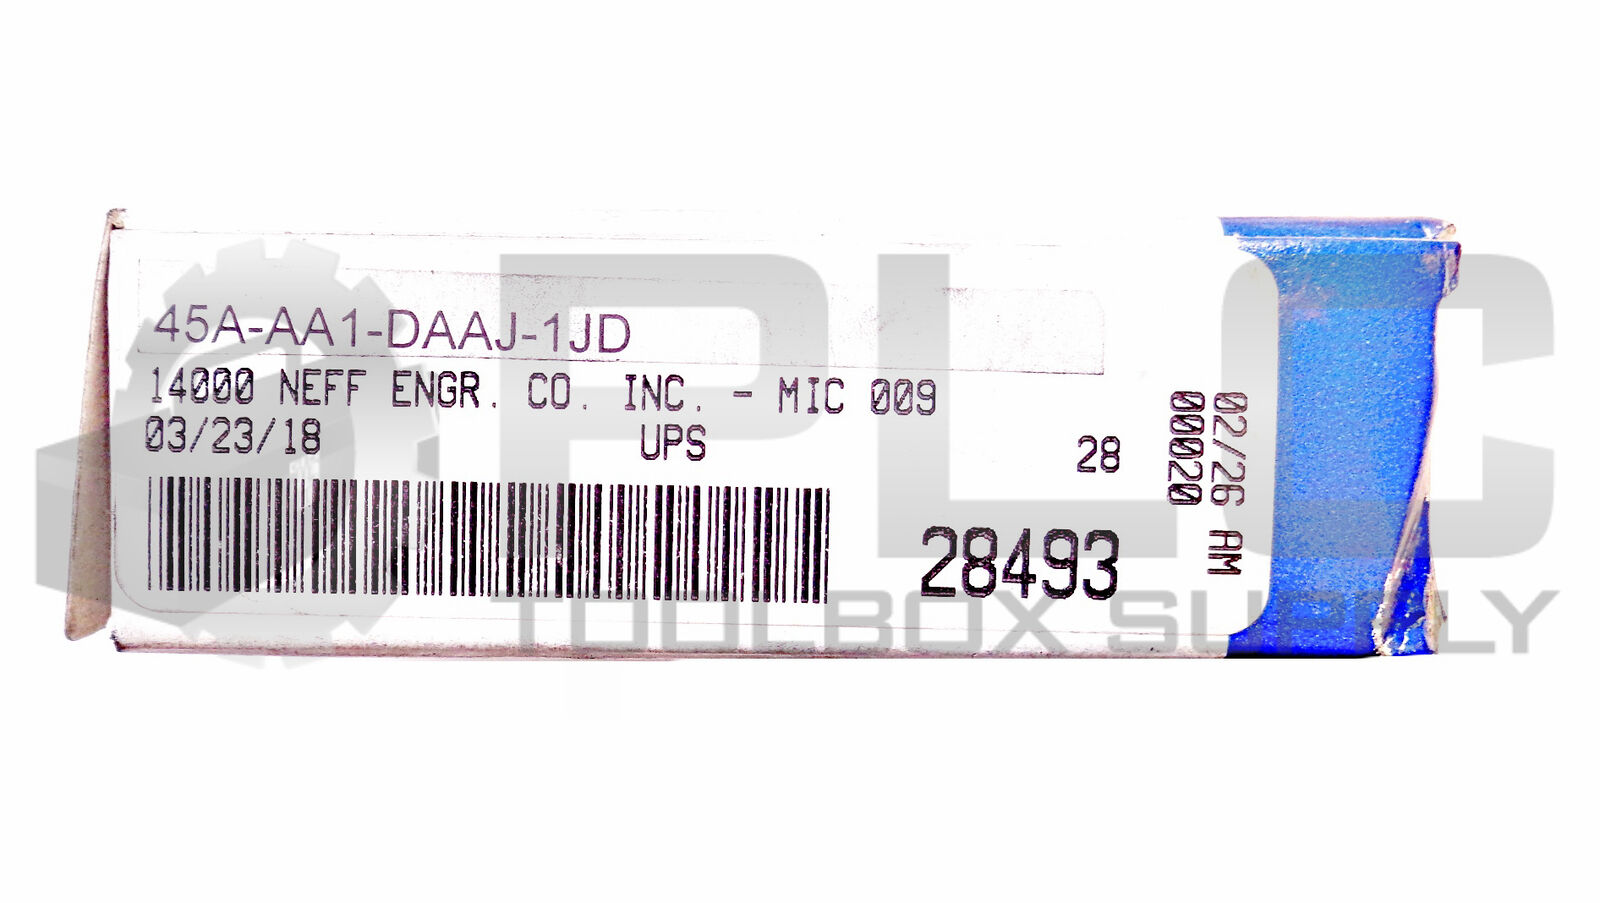 45A-AA1-DAAJ-1JD
14000 NEFF ENGR. CO. INC. - MIC 009
03/23/18 UPS 28
28493
02/26 AM
00020
PLC
TOOLBOX SUPPLY